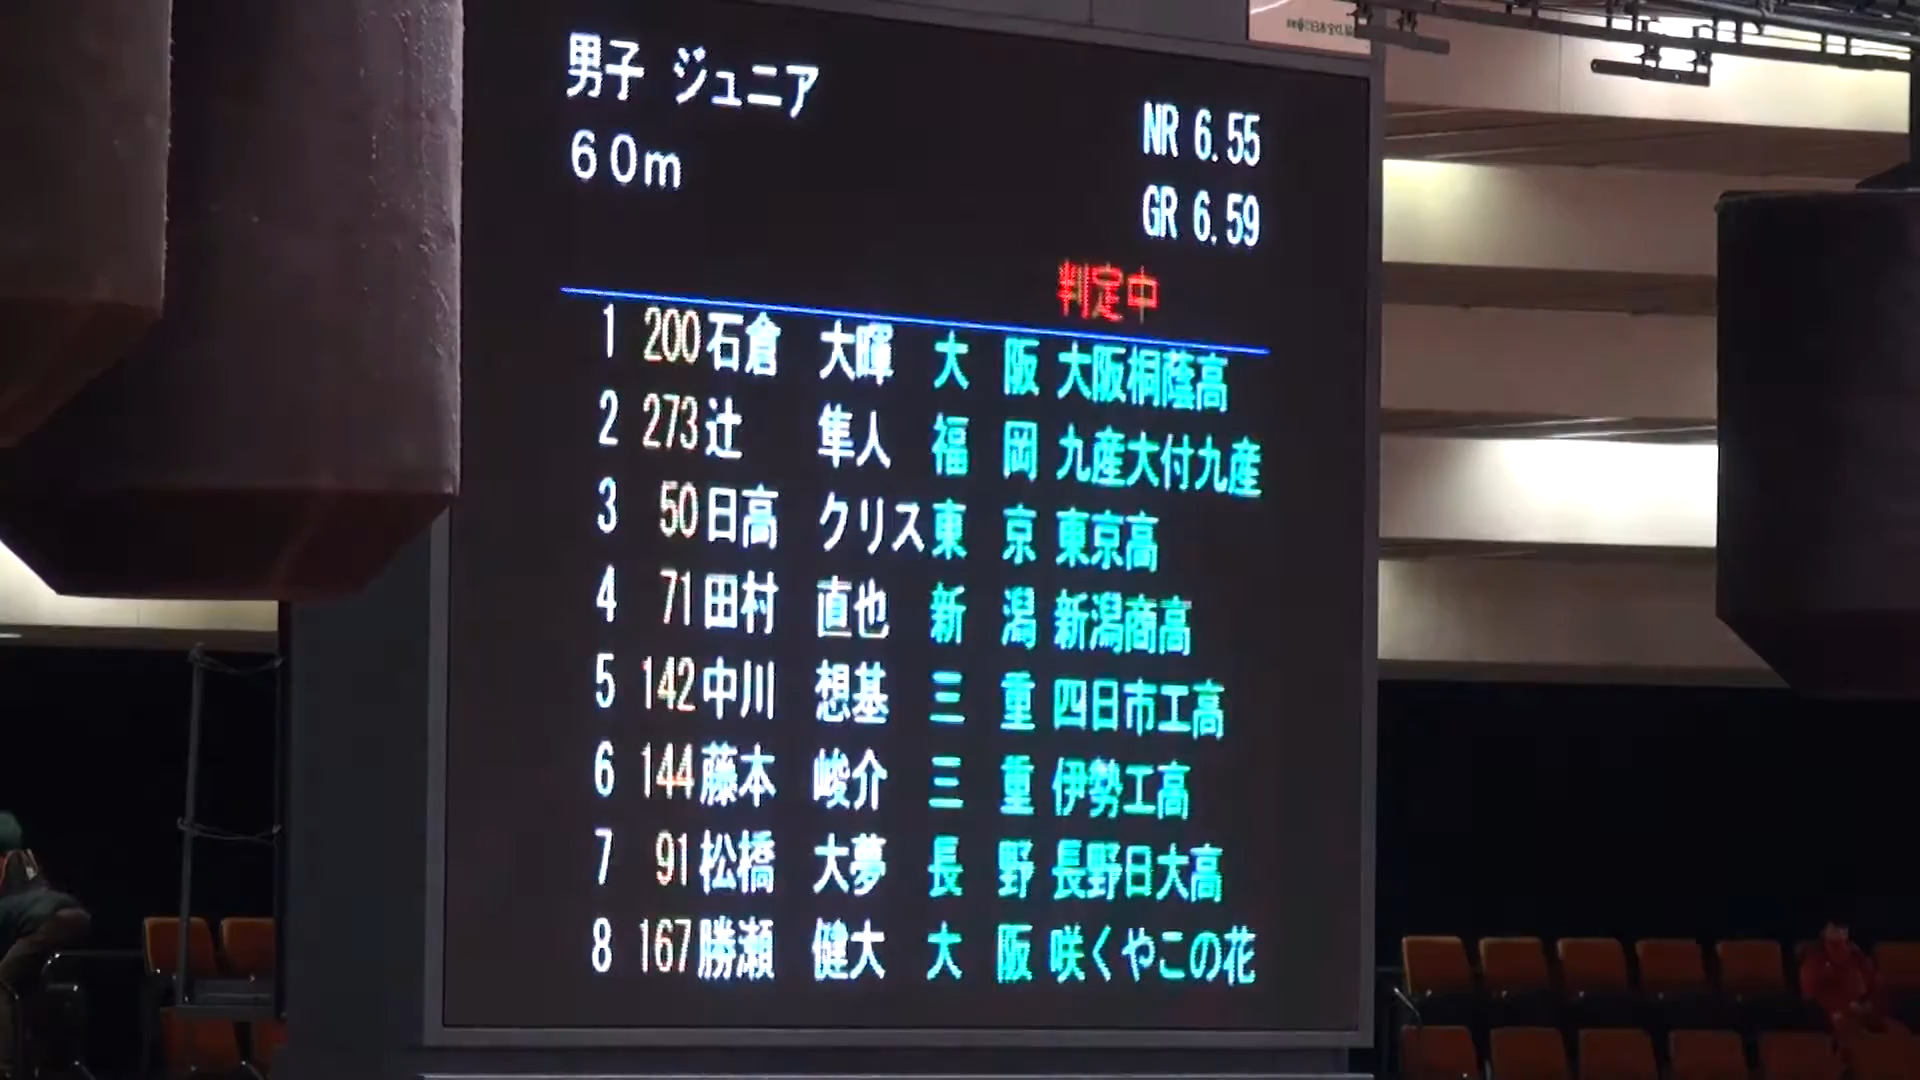 男子 ジュニア
60m
NR 6.55
GR 6.59
判定中
1 200 石倉 大暉 大阪 大阪桐蔭高
2 273 辻 隼人 福岡 九産大付九産
3 50 日高 クリス 東京 東京高
4 71 田村 直也 新潟 新潟商高
5 142 中川 想基 三重 四日市工高
6 144 藤本 峻介 三重 伊勢工高
7 91 松橋 大夢 長野 長野日大高
8 167 勝瀬 健大 大阪 咲くやこの花